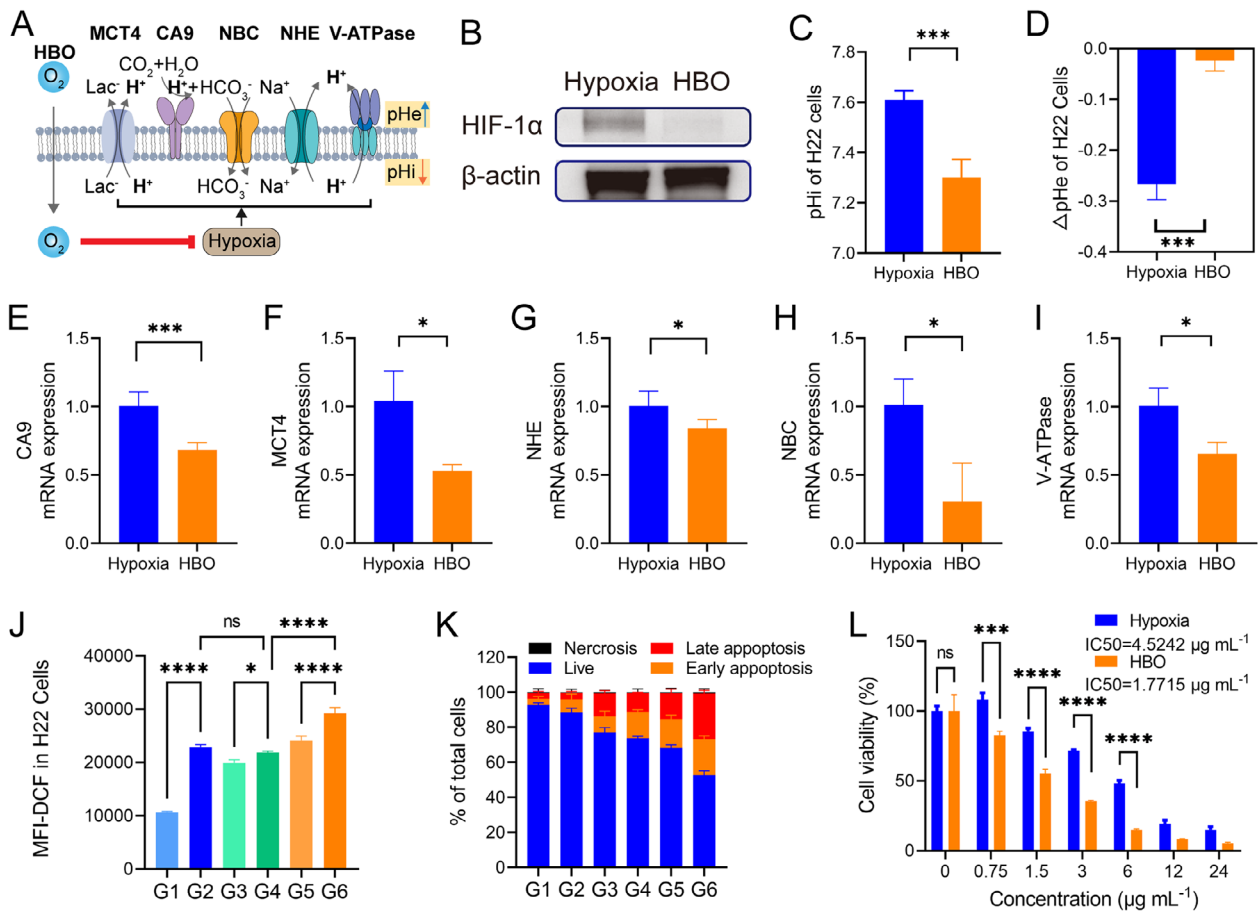 A
HBO
MCT4 CA9 NBC NHE V-ATPase
O2
CO2+H2O
Lac- H+ H++HCO3- Na+ H+
pHe
pHi
Lac- H+ HCO3- Na+ H+
O2
Hypoxia
B
Hypoxia HBO
HIF-1α
β-actin
C
pHi of H22 cells
7.8
7.6
7.4
7.2
7.0
***
Hypoxia HBO
D
△pHe of H22 Cells
0.0
-0.1
-0.2
-0.3
-0.4
***
Hypoxia HBO
E
CA9
mRNA expression
1.5
1.0
0.5
0.0
***
Hypoxia HBO
F
MCT4
mRNA expression
1.5
1.0
0.5
0.0
*
Hypoxia HBO
G
NHE
mRNA expression
1.5
1.0
0.5
0.0
*
Hypoxia HBO
H
NBC
mRNA expression
1.5
1.0
0.5
0.0
*
Hypoxia HBO
I
V-ATPase
mRNA expression
1.5
1.0
0.5
0.0
*
Hypoxia HBO
J
MFI-DCF in H22 Cells
40000
30000
20000
10000
0
ns ****
**** * ****
G1 G2 G3 G4 G5 G6
K
Nercrosis Late appoptosis
Live Early appoptosis
% of total cells
120
100
80
60
40
20
0
G1 G2 G3 G4 G5 G6
L
Hypoxia
IC50=4.5242 μg mL-1
HBO
IC50=1.7715 μg mL-1
Cell viability (%)
150
100
50
0
ns *** **** **** ****
0 0.75 1.5 3 6 12 24
Concentration (μg mL-1)